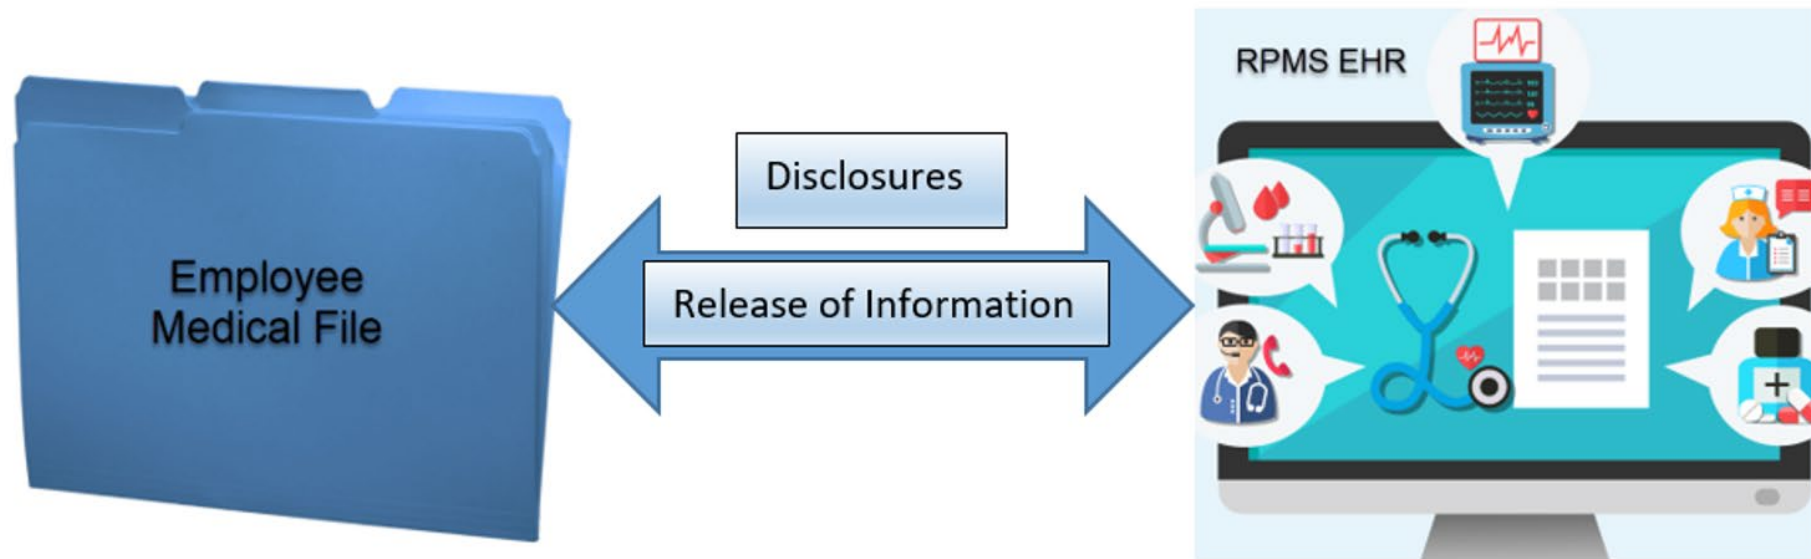 Employee
Medical File
Disclosures
Release of Information
RPMS EHR